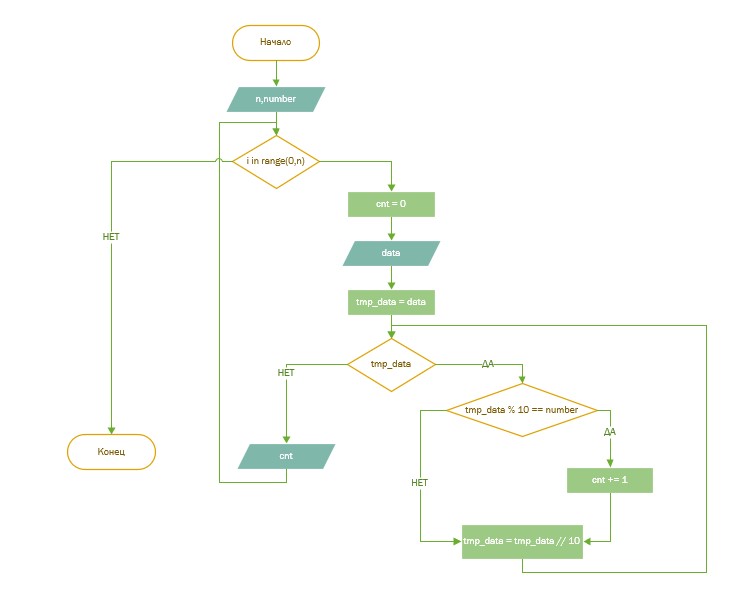 Начало
n,number
i in range(0,n)
cnt = 0
НЕТ
data
tmp_data = data
tmp_data
ДА
НЕТ
tmp_data % 10 == number
ДА
Конец
cnt
НЕТ
cnt += 1
tmp_data = tmp_data // 10